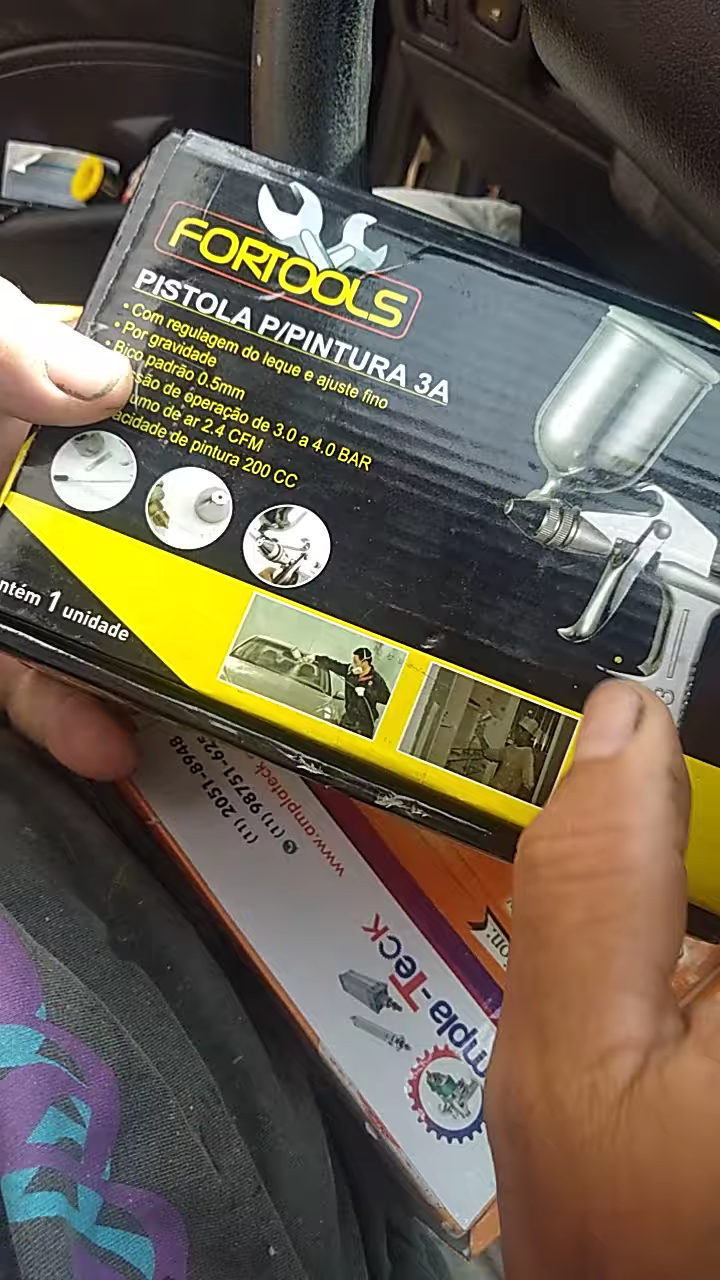 FORTOOLS
PISTOLA P/PINTURA 3A
• Com regulagem do leque e ajuste fino
• Por gravidade
• Bico padrão 0.5mm
são de operação de 3.0 a 4.0 BAR
umo de ar 2.4 CFM
acidade de pintura 200 CC
ntém 1 unidade
(11) 2051-8948
(11) 98751-62
www.amplateck
mpla-Teck